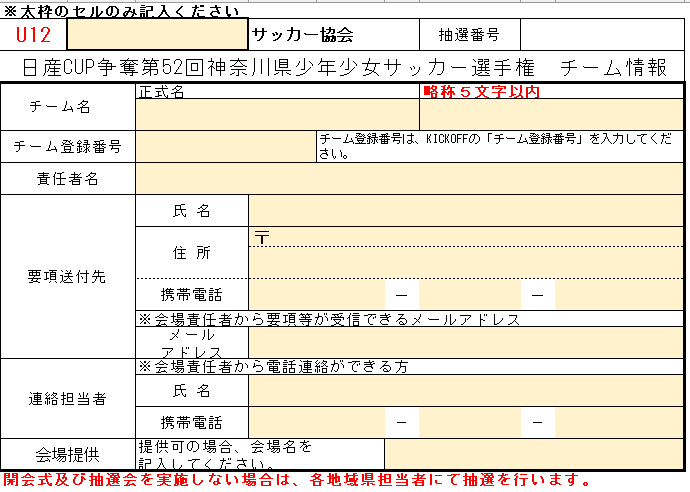 ※太枠のセルのみ記入ください
U12 サッカー協会 抽選番号
日産CUP争奪第52回神奈川県少年少女サッカー選手権 チーム情報
チーム名 正式名 略称５文字以内
チーム登録番号 チーム登録番号は、KICKOFFの「チーム登録番号」を入力してくだ
さい。
責任者名
要項送付先
氏 名
住 所 〒
携帯電話 － －
※会場責任者から要項等が受信できるメールアドレス
メール
アドレス
連絡担当者
※会場責任者から電話連絡ができる方
氏 名
携帯電話 － －
会場提供 提供可の場合、会場名を
記入してください。
開会式及び抽選会を実施しない場合は、各地域県担当者にて抽選を行います。